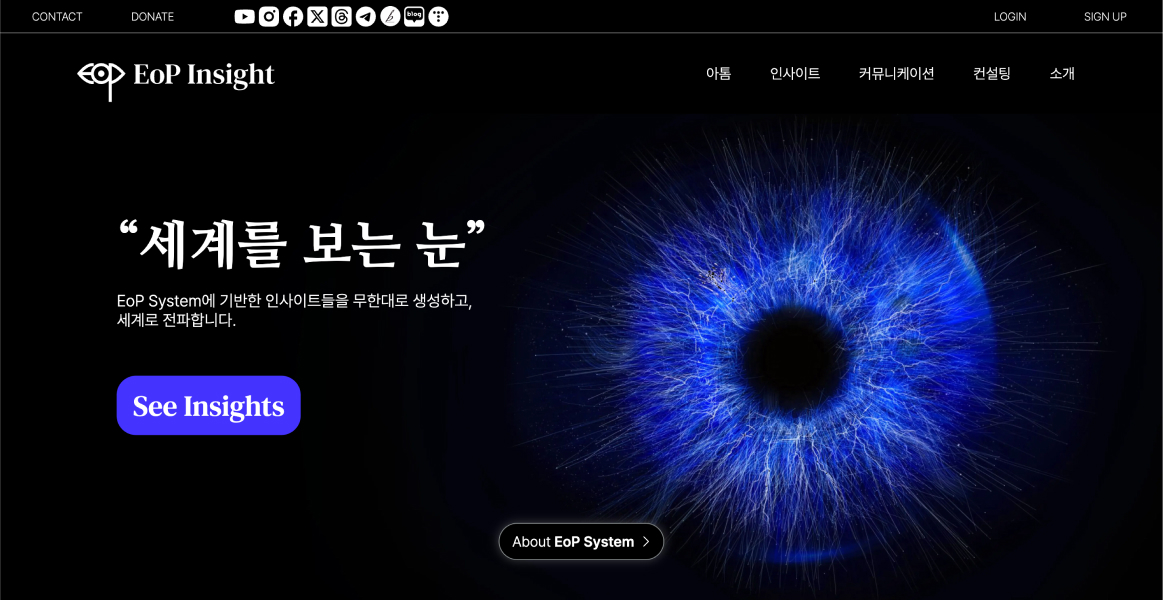 CONTACT
DONATE
blog
LOGIN
SIGN UP
EoP Insight
아톰
인사이트
커뮤니케이션
컨설팅
소개
“세계를 보는 눈”
EoP System에 기반한 인사이트들을 무한대로 생성하고,
세계로 전파합니다.
See Insights
About EoP System >